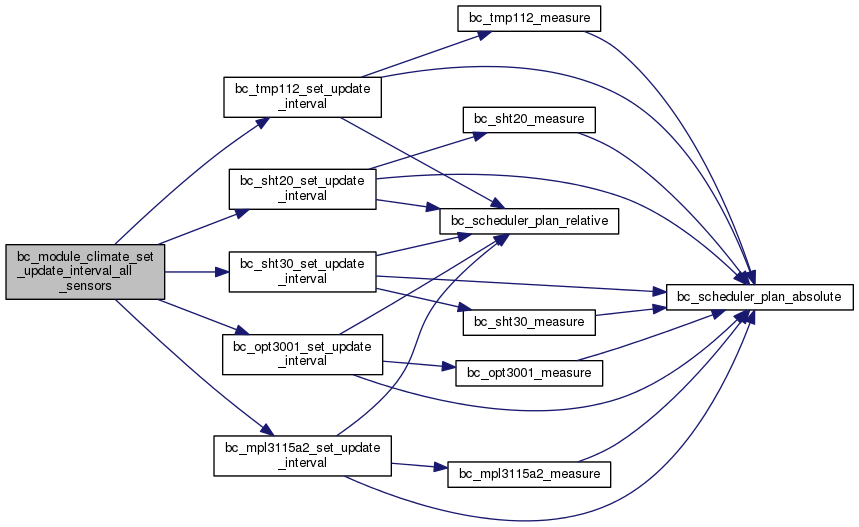 bc_module_climate_set
_update_interval_all
_sensors
bc_tmp112_set_update
_interval
bc_sht20_set_update
_interval
bc_sht30_set_update
_interval
bc_opt3001_set_update
_interval
bc_mpl3115a2_set_update
_interval
bc_tmp112_measure
bc_sht20_measure
bc_scheduler_plan_relative
bc_sht30_measure
bc_opt3001_measure
bc_mpl3115a2_measure
bc_scheduler_plan_absolute